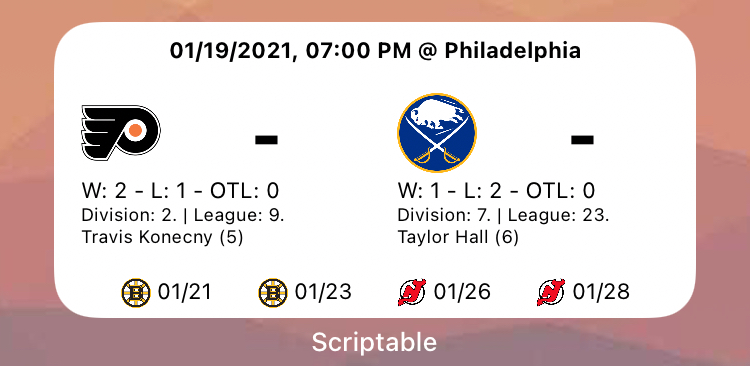 01/19/2021, 07:00 PM @ Philadelphia
- -
W: 2 - L: 1 - OTL: 0
Division: 2. | League: 9.
Travis Konecny (5)
W: 1 - L: 2 - OTL: 0
Division: 7. | League: 23.
Taylor Hall (6)
B 01/21 B 01/23 01/26 01/28
Scriptable